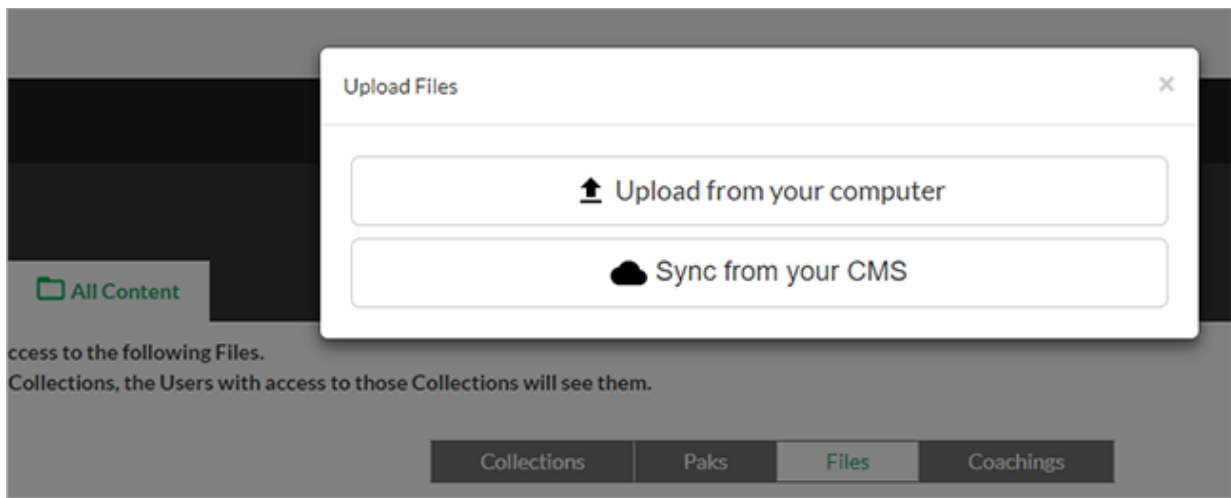 Upload Files
×
Upload from your computer
Sync from your CMS
All Content
ccess to the following Files.
Collections, the Users with access to those Collections will see them.
Collections Paks Files Coachings